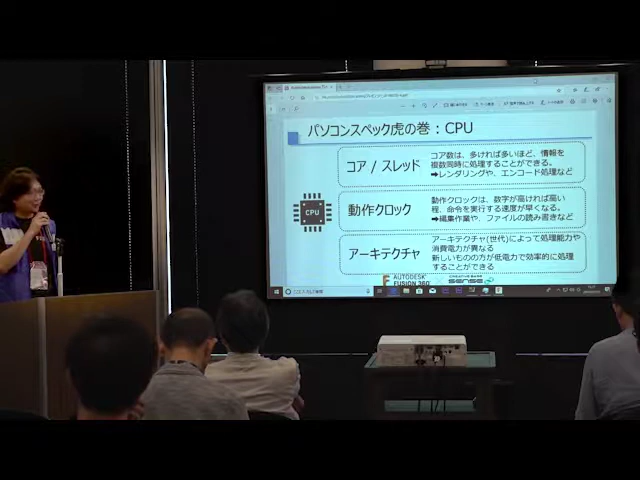 パソコンスペック虎の巻：CPU
コア / スレッド
コア数は、多ければ多いほど、情報を
複数同時に処理することができる。
➡レンダリングや、エンコード処理など
CPU
動作クロック
動作クロックは、数字が高ければ高い
程、命令を実行する速度が早くなる。
➡編集作業や、ファイルの読み書きなど
アーキテクチャ
アーキテクチャ(世代)によって処理能力や
消費電力が異なる
新しいものの方が低電力で効率的に処理
することができる
AUTODESK
FUSION 360
SENSE